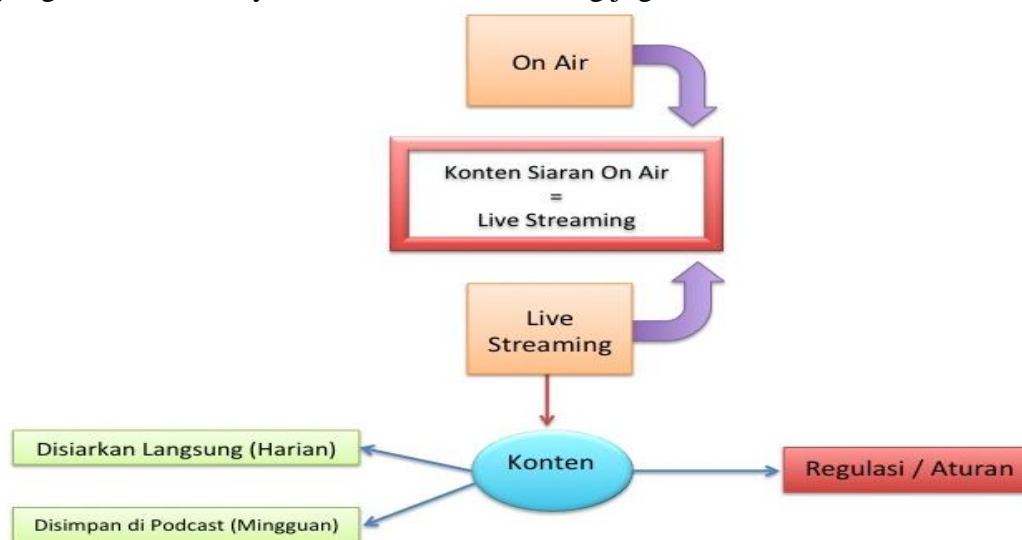 On Air
Konten Siaran On Air
=
Live Streaming
Live
Streaming
Konten
Disiarkan Langsung (Harian)
Disimpan di Podcast (Mingguan)
Regulasi / Aturan